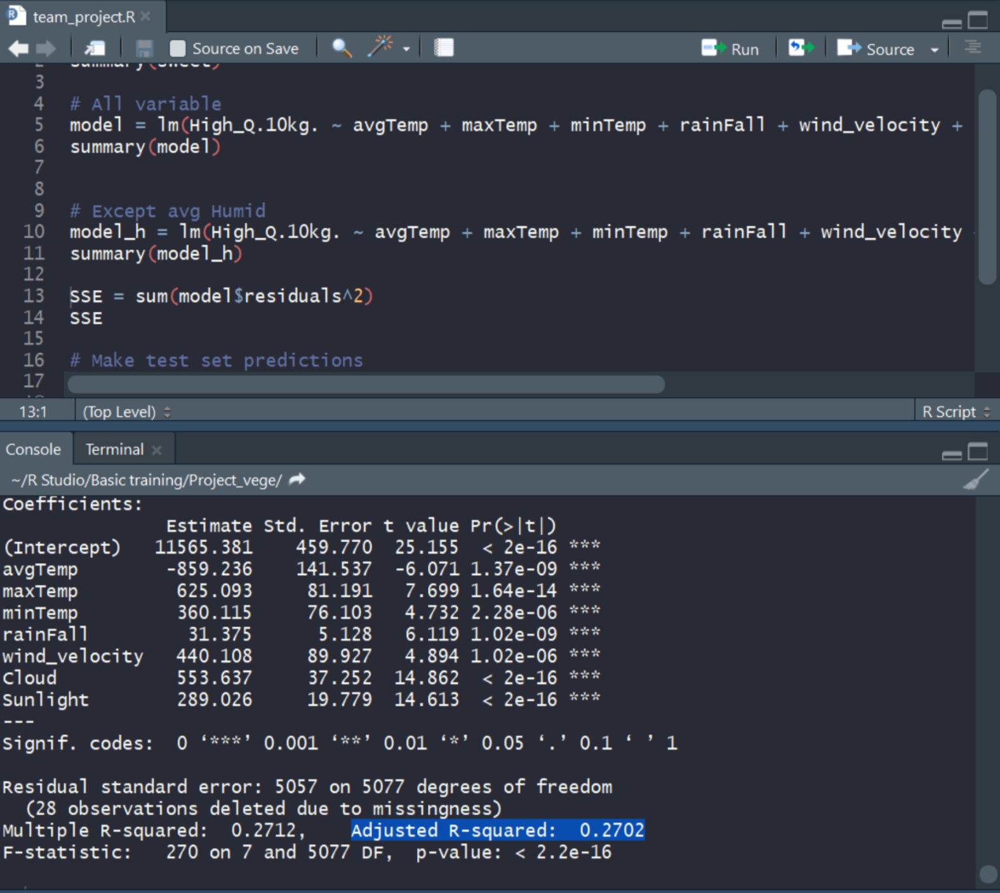 team_project.R
Source on Save
Run
Source
2 summary(sweet)
3
4 # All variable
5 model = lm(High_Q.10kg. ~ avgTemp + maxTemp + minTemp + rainFall + wind_velocity +
6 summary(model)
7
8
9 # Except avg Humid
10 model_h = lm(High_Q.10kg. ~ avgTemp + maxTemp + minTemp + rainFall + wind_velocity
11 summary(model_h)
12
13 SSE = sum(model$residuals^2)
14 SSE
15
16 # Make test set predictions
17
13:1 (Top Level) R Script
Console Terminal
~/R Studio/Basic training/Project_vege/
Coefficients:
Estimate Std. Error t value Pr(>|t|)
(Intercept) 11565.381 459.770 25.155 < 2e-16 ***
avgTemp -859.236 141.537 -6.071 1.37e-09 ***
maxTemp 625.093 81.191 7.699 1.64e-14 ***
minTemp 360.115 76.103 4.732 2.28e-06 ***
rainFall 31.375 5.128 6.119 1.02e-09 ***
wind_velocity 440.108 89.927 4.894 1.02e-06 ***
Cloud 553.637 37.252 14.862 < 2e-16 ***
Sunlight 289.026 19.779 14.613 < 2e-16 ***
---
Signif. codes: 0 ‘***’ 0.001 ‘**’ 0.01 ‘*’ 0.05 ‘.’ 0.1 ‘ ’ 1
Residual standard error: 5057 on 5077 degrees of freedom
(28 observations deleted due to missingness)
Multiple R-squared: 0.2712, Adjusted R-squared: 0.2702
F-statistic: 270 on 7 and 5077 DF, p-value: < 2.2e-16